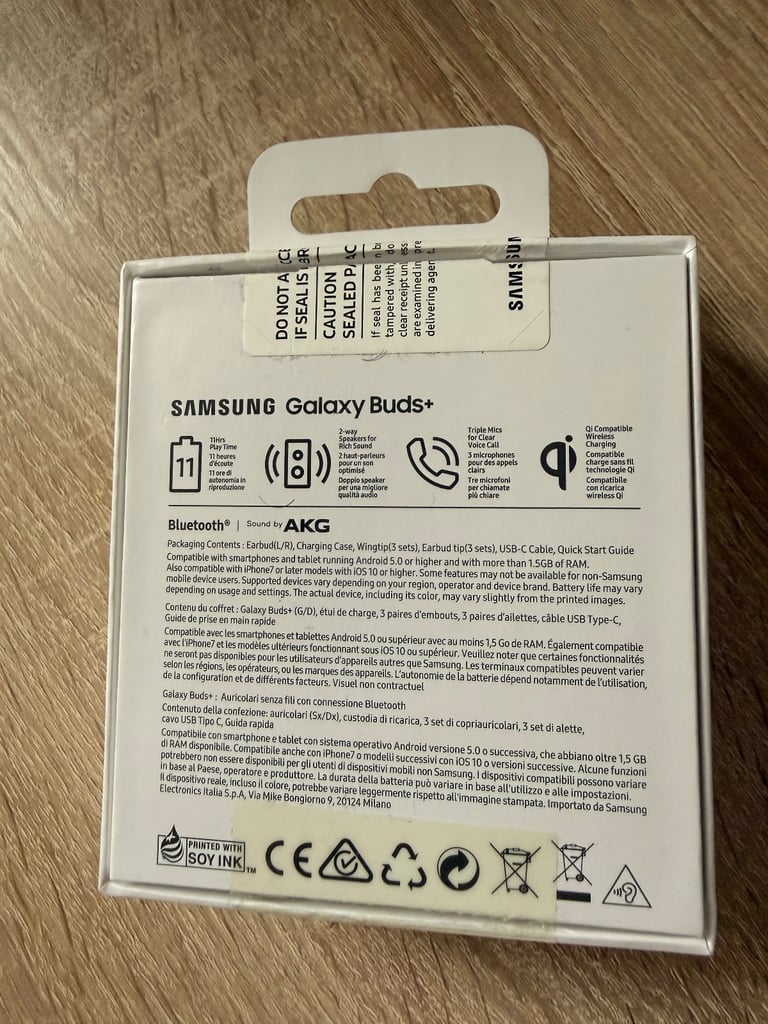 DO NOT A
IF SEAL IS
CAUTION
SEALED PAC
If seal has been
tampered with, do
clear receipt unless
are examined in pre
delivering agent
SAMSUN
SAMSUNG Galaxy Buds+
11
11Hrs
Play Time
11 heures
d'écoute
11 ore di
autonomia in
riproduzione
2-way
Speakers for
Rich Sound
2 haut-parleurs
pour un son
optimisé
Doppio speaker
per una migliore
qualità audio
Triple Mics
for Clear
Voice Call
3 microphones
pour des appels
clairs
Tre microfoni
per chiamate
più chiare
Qi Compatible
Wireless
Charging
Compatible
charge sans fil
technologie Qi
Compatibile
con ricarica
wireless Qi
Bluetooth® | Sound by AKG
Packaging Contents : Earbud(L/R), Charging Case, Wingtip(3 sets), Earbud tip(3 sets), USB-C Cable, Quick Start Guide
Compatible with smartphones and tablet running Android 5.0 or higher and with more than 1.5GB of RAM.
Also compatible with iPhone7 or later models with iOS 10 or higher. Some features may not be available for non-Samsung
mobile device users. Supported devices vary depending on your region, operator and device brand. Battery life may vary
depending on usage and settings. The actual device, including its color, may vary slightly from the printed images.
Contenu du coffret : Galaxy Buds+ (G/D), étui de charge, 3 paires d'embouts, 3 paires d'ailettes, câble USB Type-C,
Guide de prise en main rapide
Compatible avec les smartphones et tablettes Android 5.0 ou supérieur avec au moins 1,5 Go de RAM. Également compatible
avec l'iPhone7 et les modèles ultérieurs fonctionnant sous iOS 10 ou supérieur. Veuillez noter que certaines fonctionnalités
ne seront pas disponibles pour les utilisateurs d'appareils autres que Samsung. Les terminaux compatibles peuvent varier
selon les régions, les opérateurs, ou les marques des appareils. L'autonomie de la batterie dépend notamment de l'utilisation,
de la configuration et de différents facteurs. Visuel non contractuel
Galaxy Buds+ : Auricolari senza fili con connessione Bluetooth
Contenuto della confezione: auricolari (Sx/Dx), custodia di ricarica, 3 set di copriauricolari, 3 set di alette,
cavo USB Tipo C, Guida rapida
Compatibile con smartphone e tablet con sistema operativo Android versione 5.0 o successiva, che abbiano oltre 1,5 GB
di RAM disponibile. Compatibile anche con iPhone7 o modelli successivi con iOS 10 o versioni successive. Alcune funzioni
potrebbero non essere disponibili per gli utenti di dispositivi mobili non Samsung. I dispositivi compatibili possono variare
in base al Paese, operatore e produttore. La durata della batteria può variare in base all'utilizzo e alle impostazioni.
Il dispositivo reale, incluso il colore, potrebbe variare leggermente rispetto all'immagine stampata. Importato da Samsung
Electronics Italia S.p.A, Via Mike Bongiorno 9, 20124 Milano
PRINTED WITH
SOY INK TM
CE